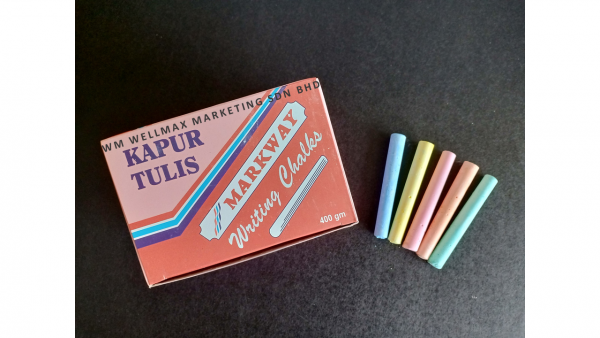 WM WELLMAX MARKETING SDN BHD
KAPUR
TULIS
MARKWAY
Writing Chalks
400 gm